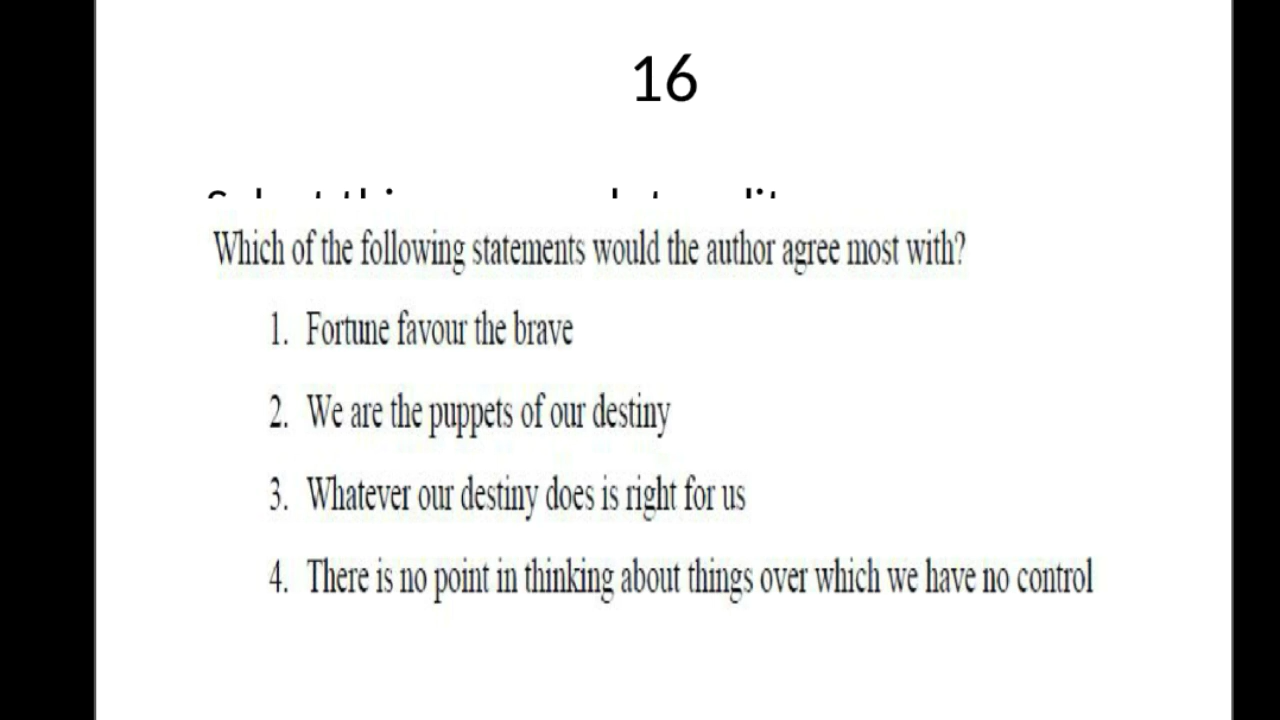 16
Which of the following statements would the author agree most with?
1. Fortune favour the brave
2. We are the puppets of our destiny
3. Whatever our destiny does is right for us
4. There is no point in thinking about things over which we have no control